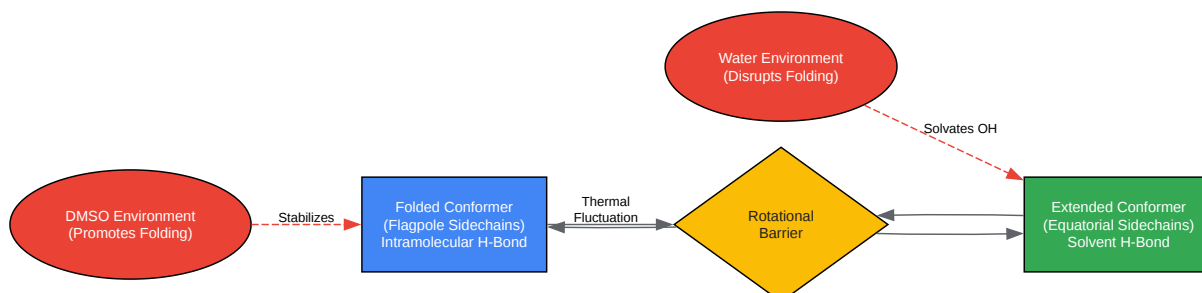 Water Environment
(Disrupts Folding)
Solvates OH
DMSO Environment
(Promotes Folding)
Stabilizes
Folded Conformer
(Flagpole Sidechains)
Intramolecular H-Bond
Thermal
Fluctuation
Rotational
Barrier
Extended Conformer
(Equatorial Sidechains)
Solvent H-Bond